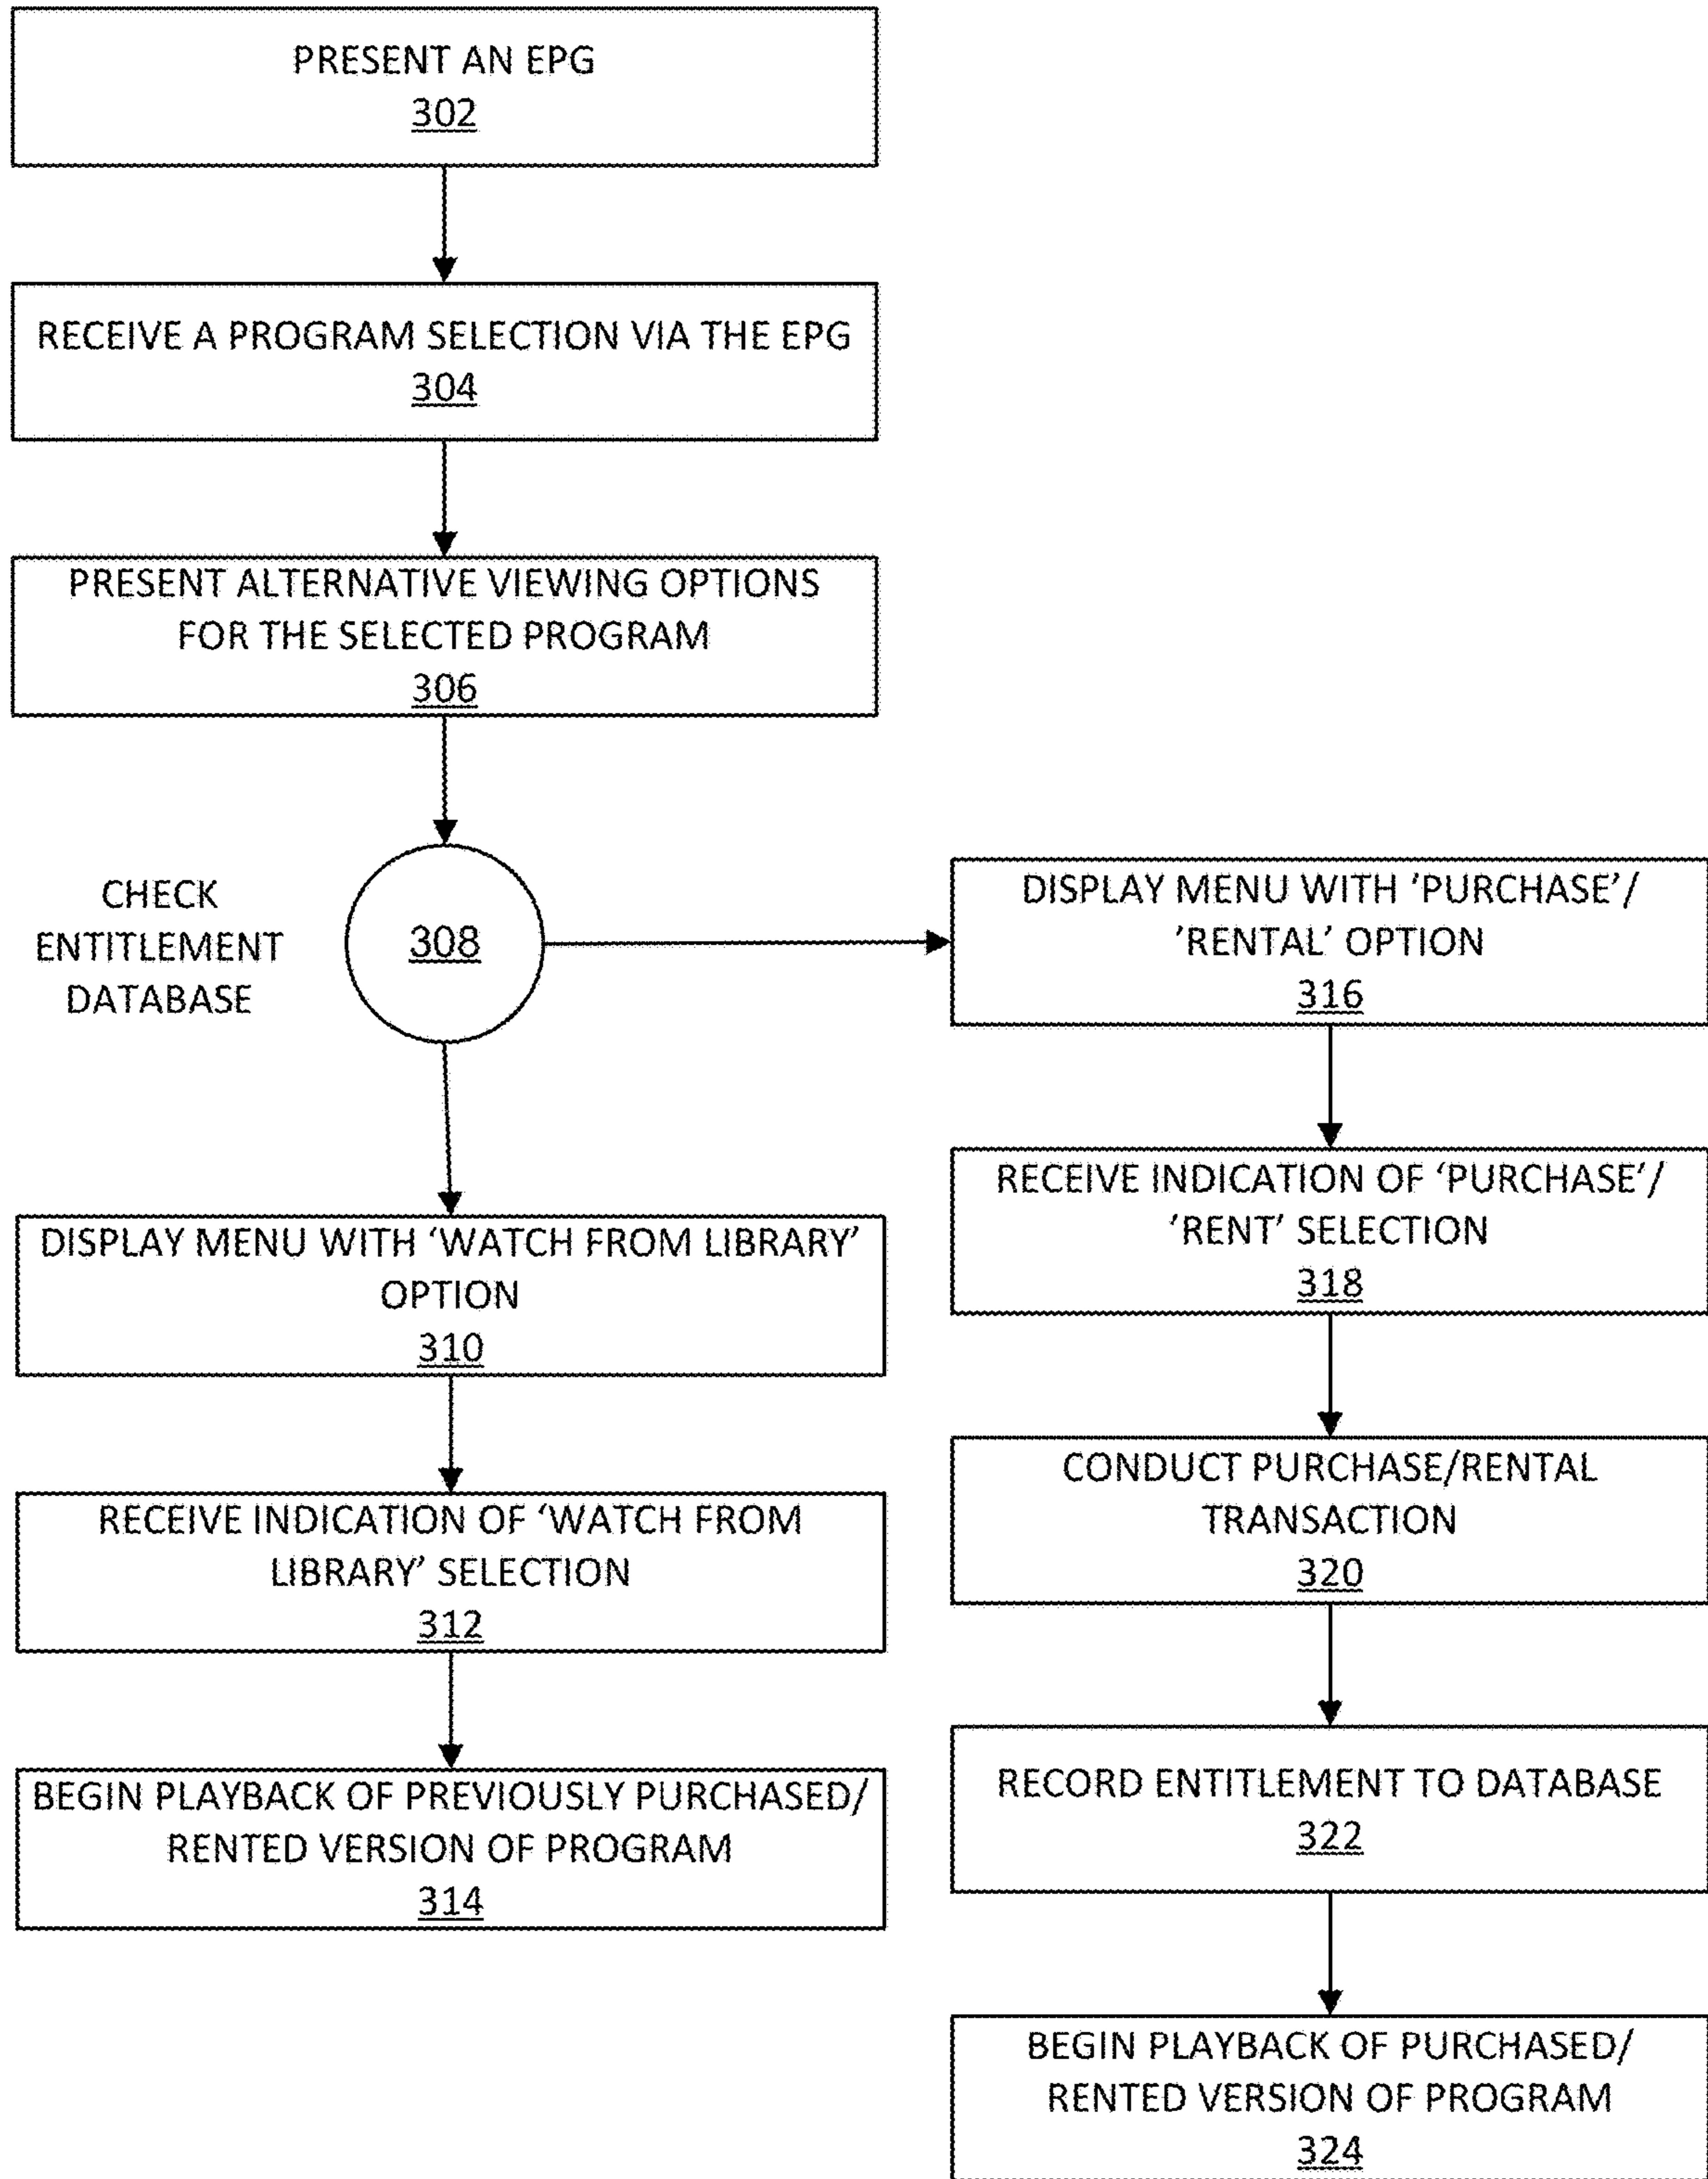 PRESENT AN EPG
302
RECEIVE A PROGRAM SELECTION VIA THE EPG
304
PRESENT ALTERNATIVE VIEWING OPTIONS
FOR THE SELECTED PROGRAM
306
CHECK
ENTITLEMENT
DATABASE
308
DISPLAY MENU WITH ‘WATCH FROM LIBRARY’
OPTION
310
RECEIVE INDICATION OF ‘WATCH FROM
LIBRARY’ SELECTION
312
BEGIN PLAYBACK OF PREVIOUSLY PURCHASED/
RENTED VERSION OF PROGRAM
314
DISPLAY MENU WITH ’PURCHASE’/
’RENTAL’ OPTION
316
RECEIVE INDICATION OF ‘PURCHASE’/
‘RENT’ SELECTION
318
CONDUCT PURCHASE/RENTAL
TRANSACTION
320
RECORD ENTITLEMENT TO DATABASE
322
BEGIN PLAYBACK OF PURCHASED/
RENTED VERSION OF PROGRAM
324